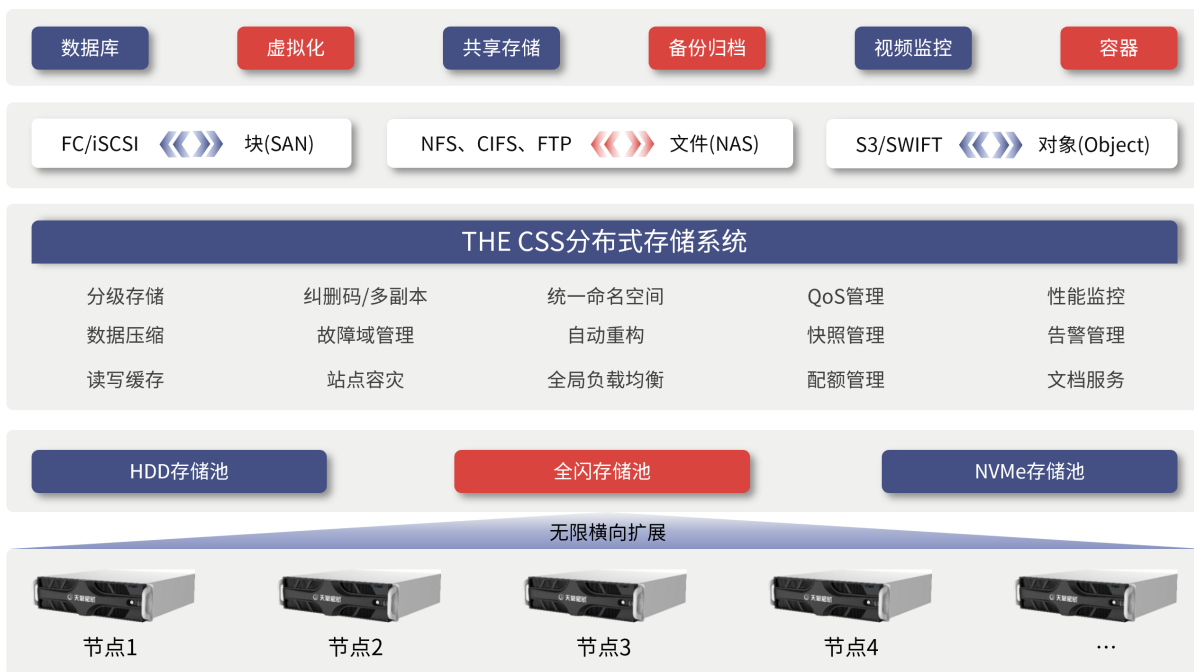 数据库 虚拟化 共享存储 备份归档 视频监控 容器
FC/iSCSI 块(SAN) NFS、CIFS、FTP 文件(NAS) S3/SWIFT 对象(Object)
THE CSS分布式存储系统
分级存储 纠删码/多副本 统一命名空间 QoS管理 性能监控
数据压缩 故障域管理 自动重构 快照管理 告警管理
读写缓存 站点容灾 全局负载均衡 配额管理 文档服务
HDD存储池 全闪存储池 NVMe存储池
无限横向扩展
节点1 节点2 节点3 节点4 …